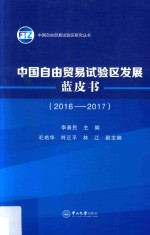 中国自由贸易试验区研究丛书
中国自由贸易试验区发展
蓝皮书
(2016—2017)
李善民 主编
毛艳华 符正平 林江 副主编
中山大学出版社